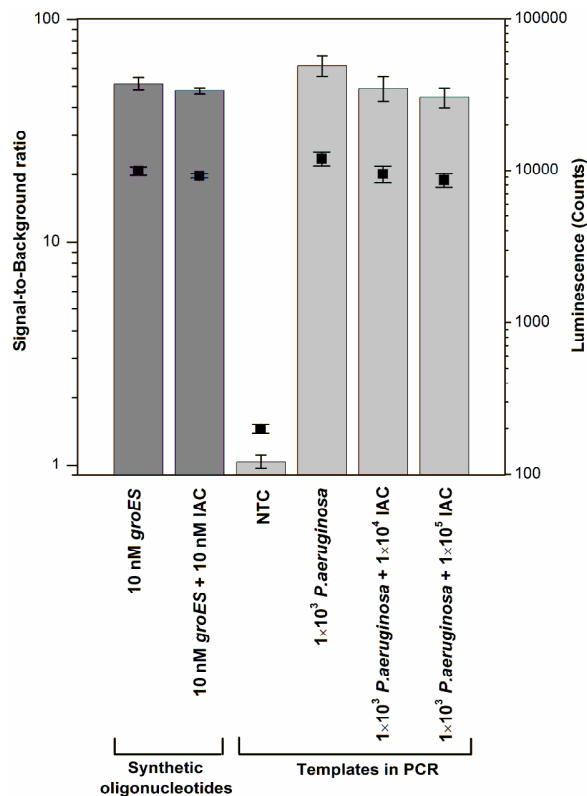 100
10
1
Signal-to-Background ratio
100000
10000
1000
100
Luminescence (Counts)
10 nM groES
10 nM groES + 10 nM IAC
NTC
1×10³ P.aeruginosa
1×10³ P.aeruginosa + 1×10⁴ IAC
1×10³ P.aeruginosa + 1×10⁵ IAC
Synthetic
oligonucleotides
Templates in PCR